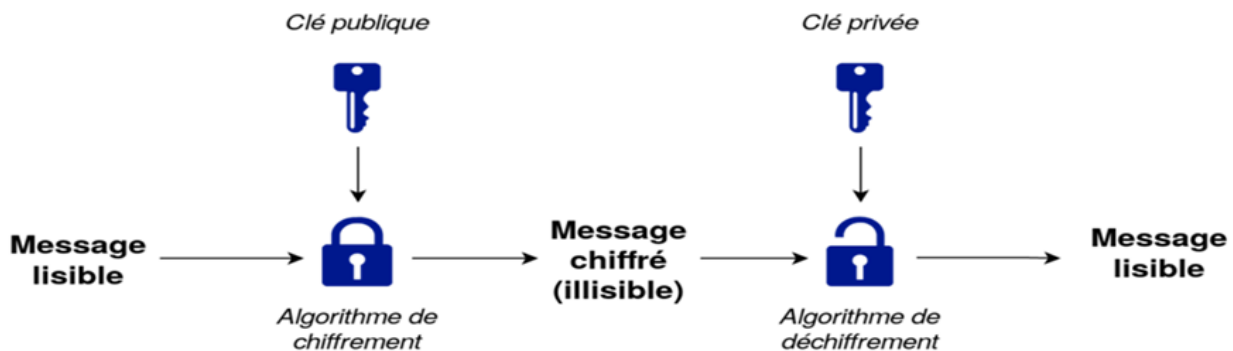 Clé publique
Clé privée
Message
lisible
Algorithme de
chiffrement
Message
chiffré
(illisible)
Algorithme de
déchiffrement
Message
lisible